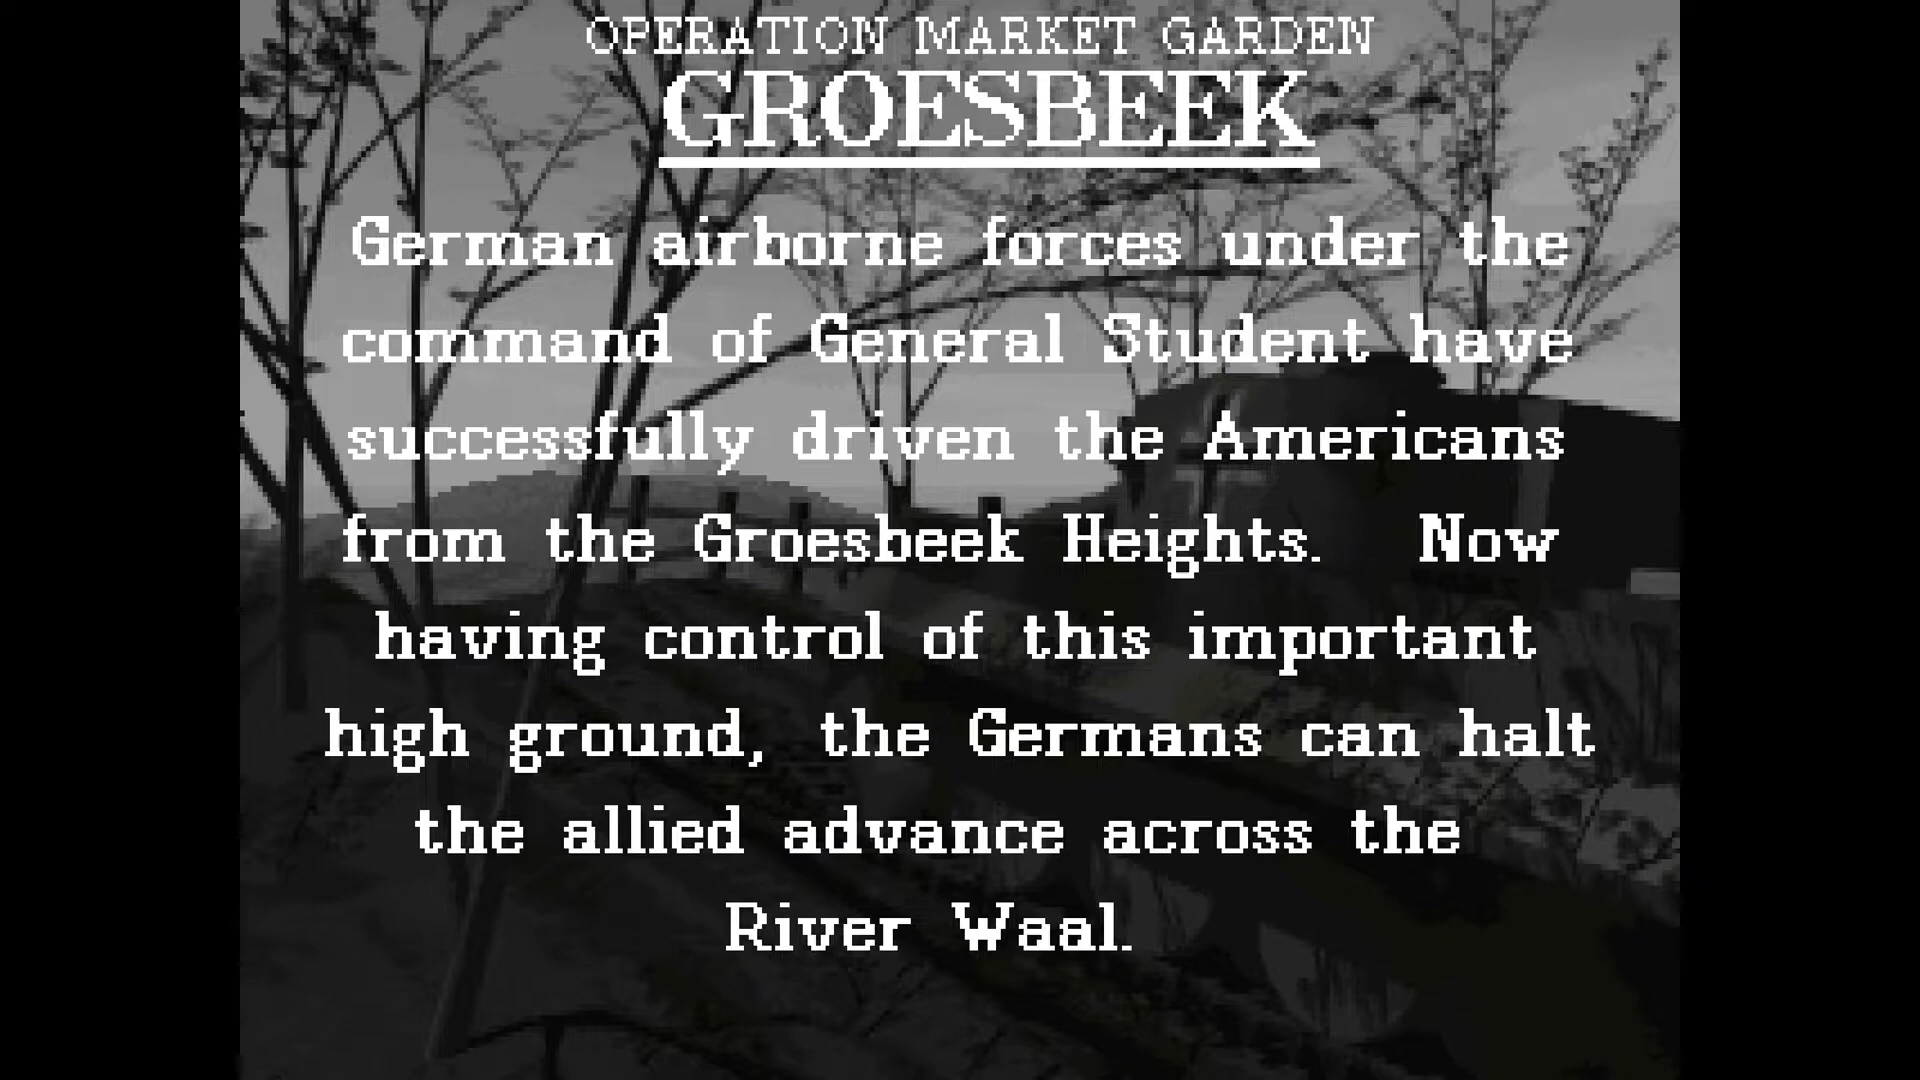 OPERATION MARKET GARDEN
GROESBEEK
German airborne forces under the
command of General Student have
successfully driven the Americans
from the Groesbeek Heights. Now
having control of this important
high ground, the Germans can halt
the allied advance across the
River Waal.